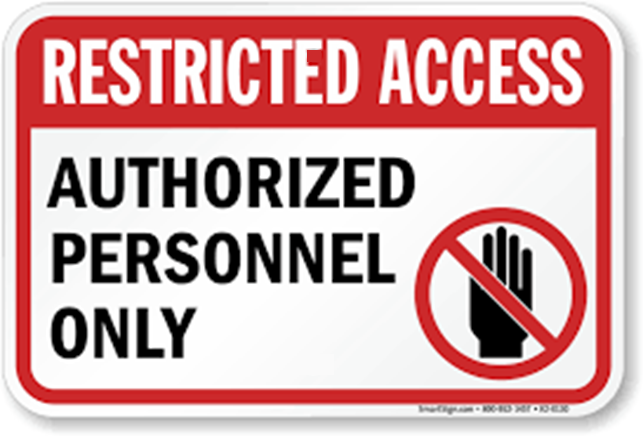 RESTRICTED ACCESS
AUTHORIZED
PERSONNEL
ONLY